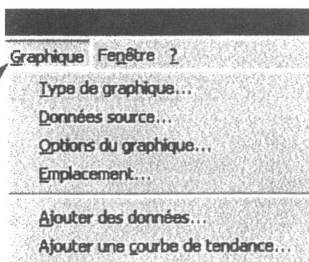 Graphique Fenêtre ?
Type de graphique...
Données source...
Options du graphique...
Emplacement...
Ajouter des données...
Ajouter une courbe de tendance...